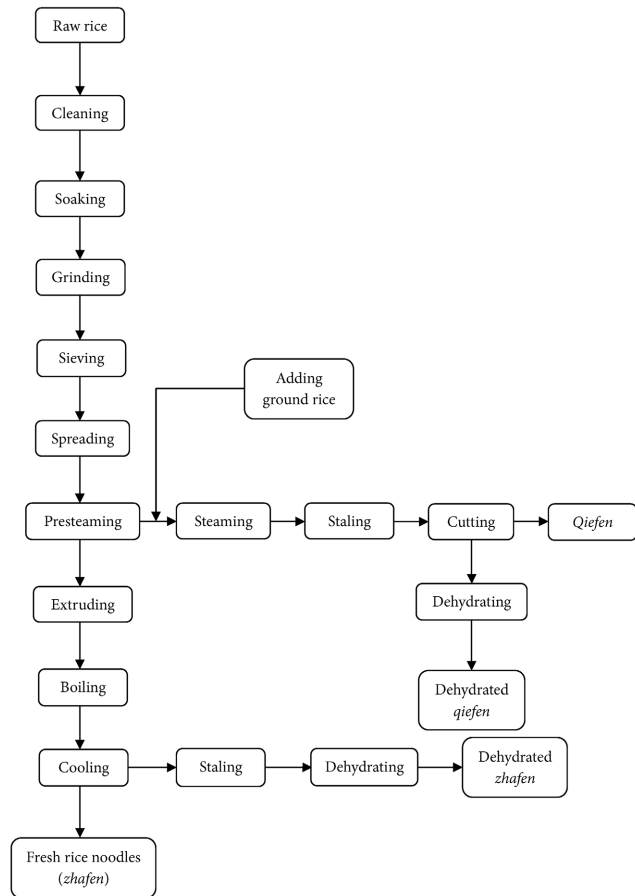 Raw rice
Cleaning
Soaking
Grinding
Sieving
Adding
ground rice
Spreading
Presteaming
Steaming
Staling
Cutting
Qiefen
Extruding
Dehydrating
Boiling
Dehydrated
qiefen
Cooling
Staling
Dehydrating
Dehydrated
zhafen
Fresh rice noodles
(zhafen)